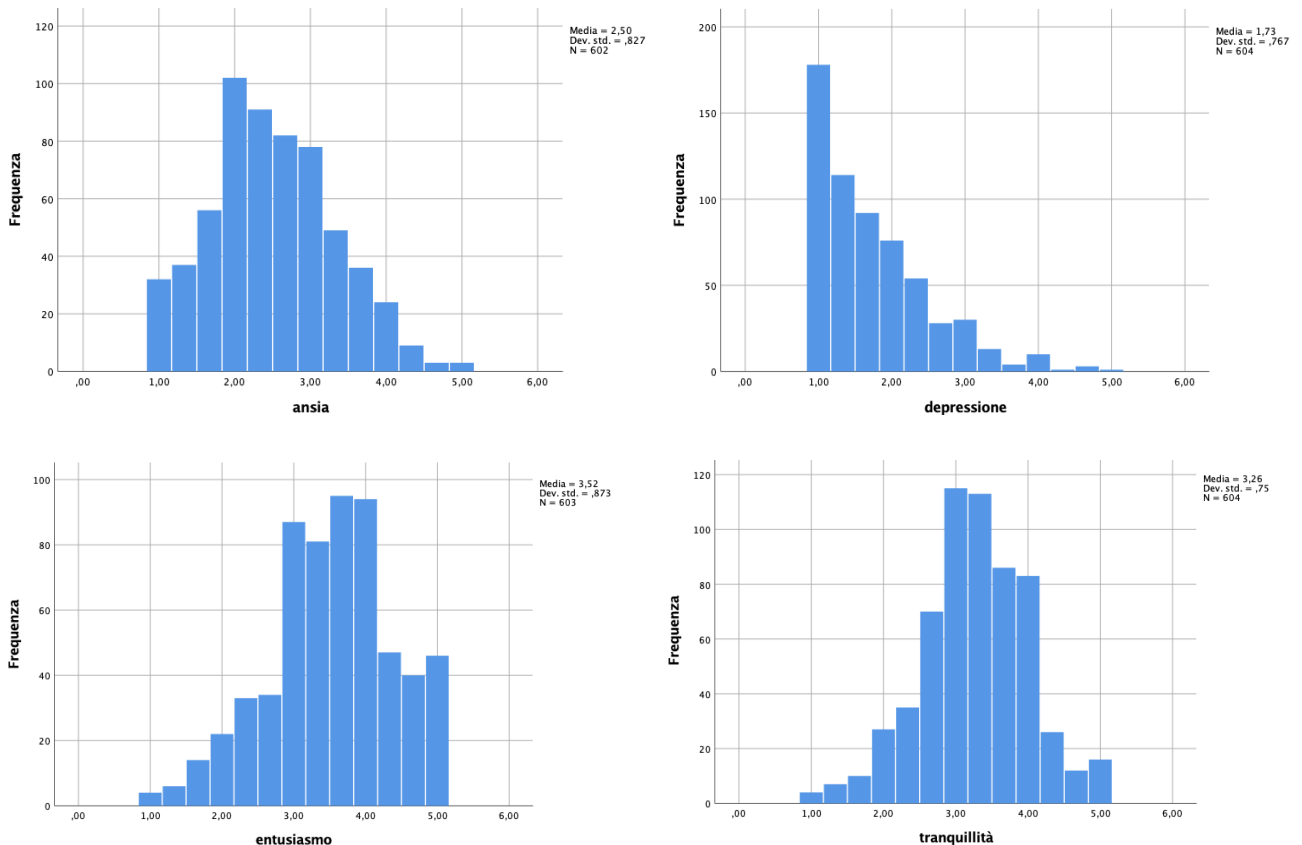 120
100
80
60
40
20
0
Frequenza
,00 1,00 2,00 3,00 4,00 5,00 6,00
ansia
Media = 2,50
Dev. std. = ,827
N = 602
200
150
100
50
0
Frequenza
,00 1,00 2,00 3,00 4,00 5,00 6,00
depressione
Media = 1,73
Dev. std. = ,767
N = 604
100
80
60
40
20
0
Frequenza
,00 1,00 2,00 3,00 4,00 5,00 6,00
entusiasmo
Media = 3,52
Dev. std. = ,873
N = 603
120
100
80
60
40
20
0
Frequenza
,00 1,00 2,00 3,00 4,00 5,00 6,00
tranquillità
Media = 3,26
Dev. std. = ,75
N = 604